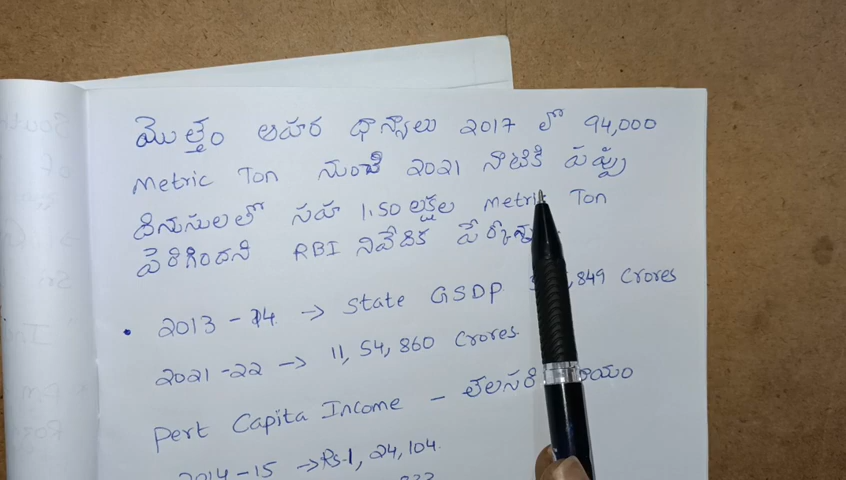 మొత్తం ఆహార ధాన్యాలు 2017 లో 94,000
Metric Ton నుంచి 2021 నాటికి పప్పు
దినుసులతో సహా 1.50 లక్షల metric Ton
పెరిగిందని RBI నివేదిక
• 2013-14 → State GSDP ,849 Crores
2021-22 → 11,54,860 Crores.
Pert Capita Income - తలసరి
2014-15 → Rs.1,24,104.